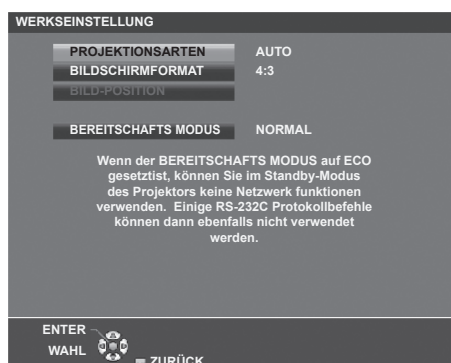 WERKSEINSTELLUNG
PROJEKTIONSARTEN AUTO
BILDSCHIRMFORMAT 4:3
BILD-POSITION
BEREITSCHAFTS MODUS NORMAL
Wenn der BEREITSCHAFTS MODUS auf ECO
gesetztist, können Sie im Standby-Modus
des Projektors keine Netzwerk funktionen
verwenden. Einige RS-232C Protokollbefehle
können dann ebenfalls nicht verwendet
werden.
ENTER
WAHL
ZURÜCK